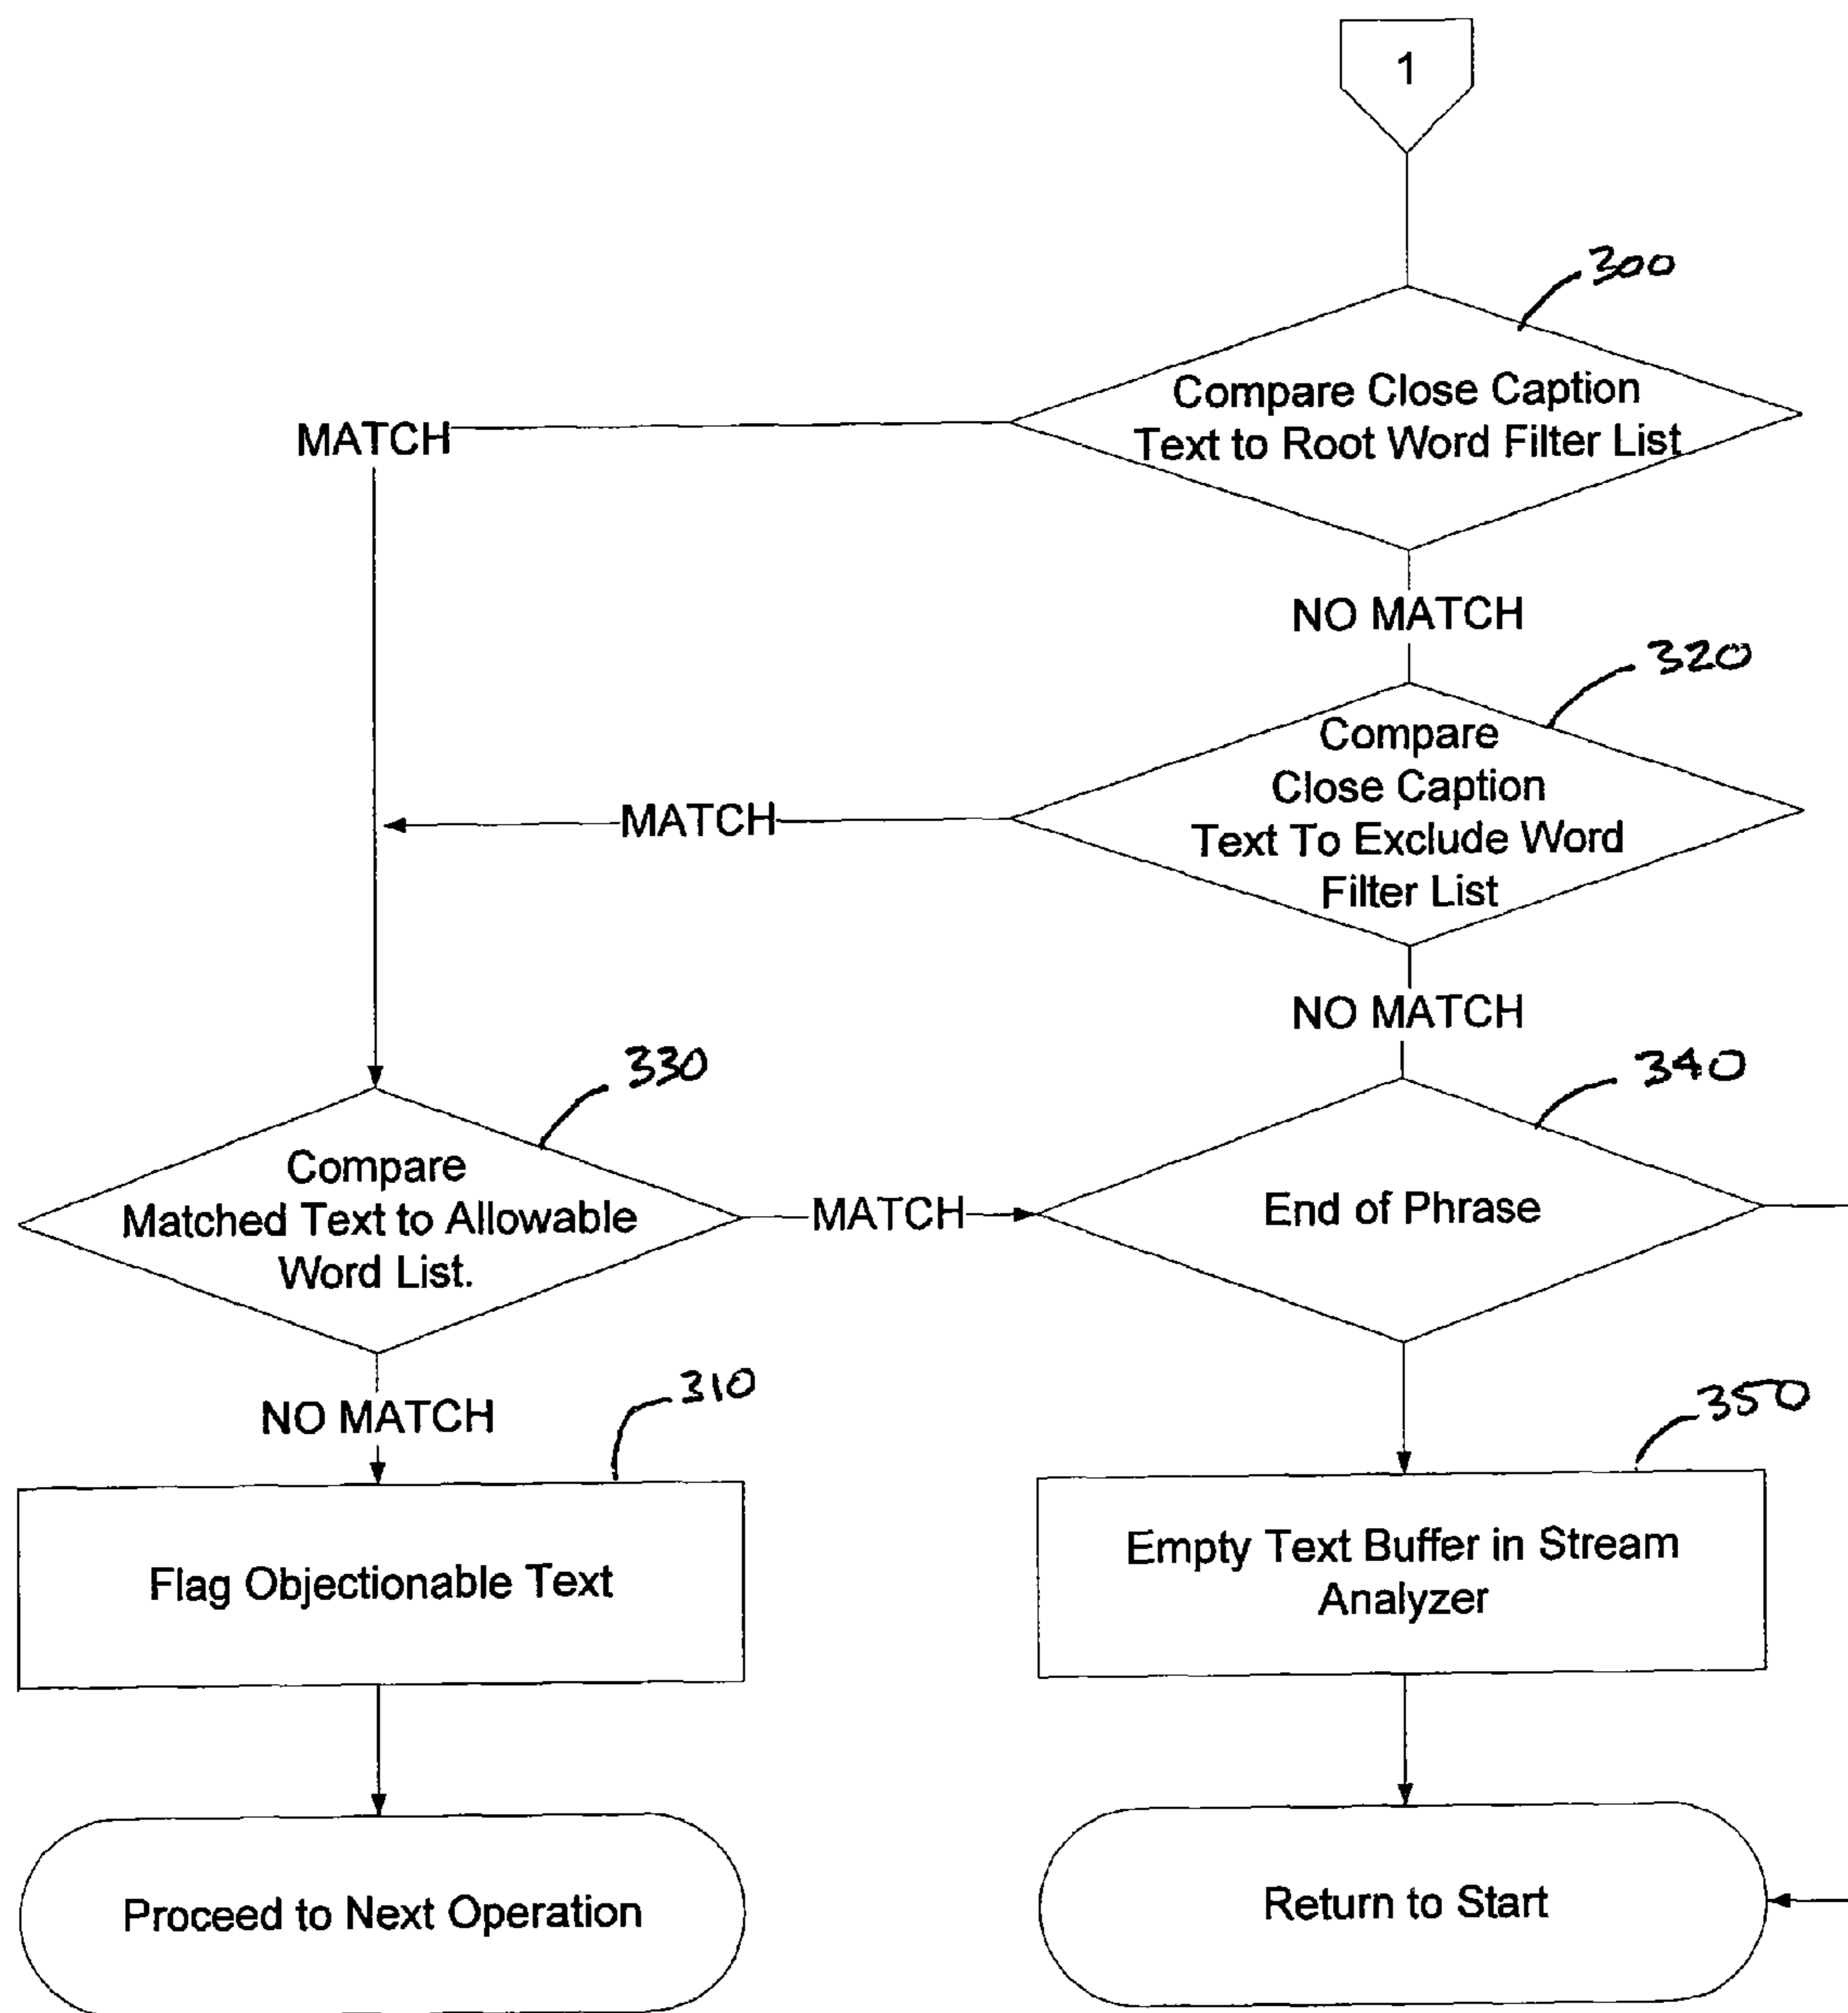 1
300
Compare Close Caption
Text to Root Word Filter List
MATCH
NO MATCH
320
Compare
Close Caption
Text To Exclude Word
Filter List
MATCH
NO MATCH
330
Compare
Matched Text to Allowable
Word List.
MATCH
340
End of Phrase
NO MATCH
310
Flag Objectionable Text
350
Empty Text Buffer in Stream
Analyzer
Proceed to Next Operation
Return to Start